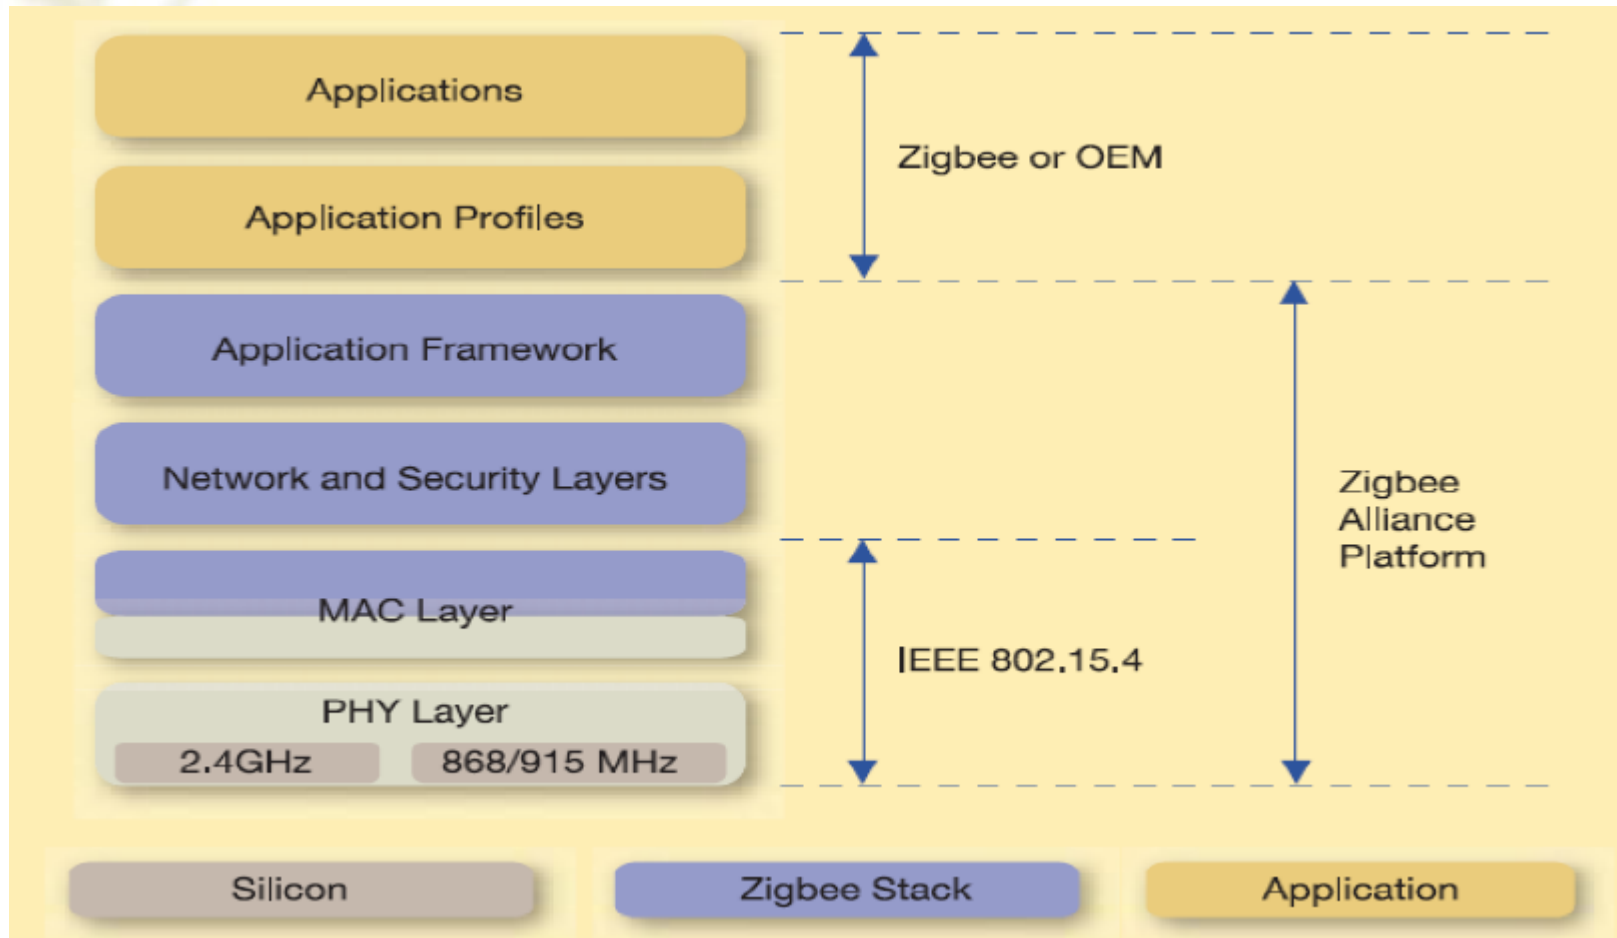 Applications
Zigbee or OEM
Application Profiles
Application Framework
Network and Security Layers
Zigbee
Alliance
Platform
MAC Layer
IEEE 802.15.4
PHY Layer
2.4GHz
868/915 MHz
Silicon
Zigbee Stack
Application